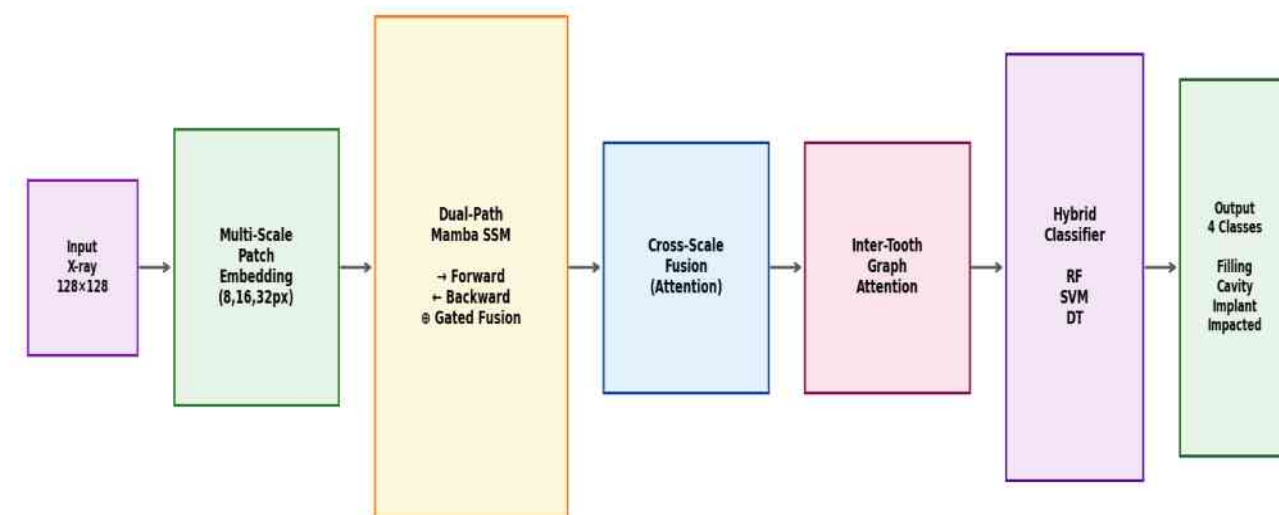 Input
X-ray
128×128
Multi-Scale
Patch
Embedding
(8,16,32px)
Dual-Path
Mamba SSM
→ Forward
← Backward
⊕ Gated Fusion
Cross-Scale
Fusion
(Attention)
Inter-Tooth
Graph
Attention
Hybrid
Classifier
RF
SVM
DT
Output
4 Classes
Filling
Cavity
Implant
Impacted